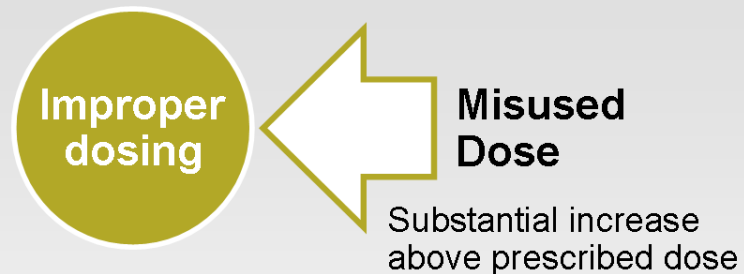 Improper
dosing
Misused
Dose
Substantial increase
above prescribed dose